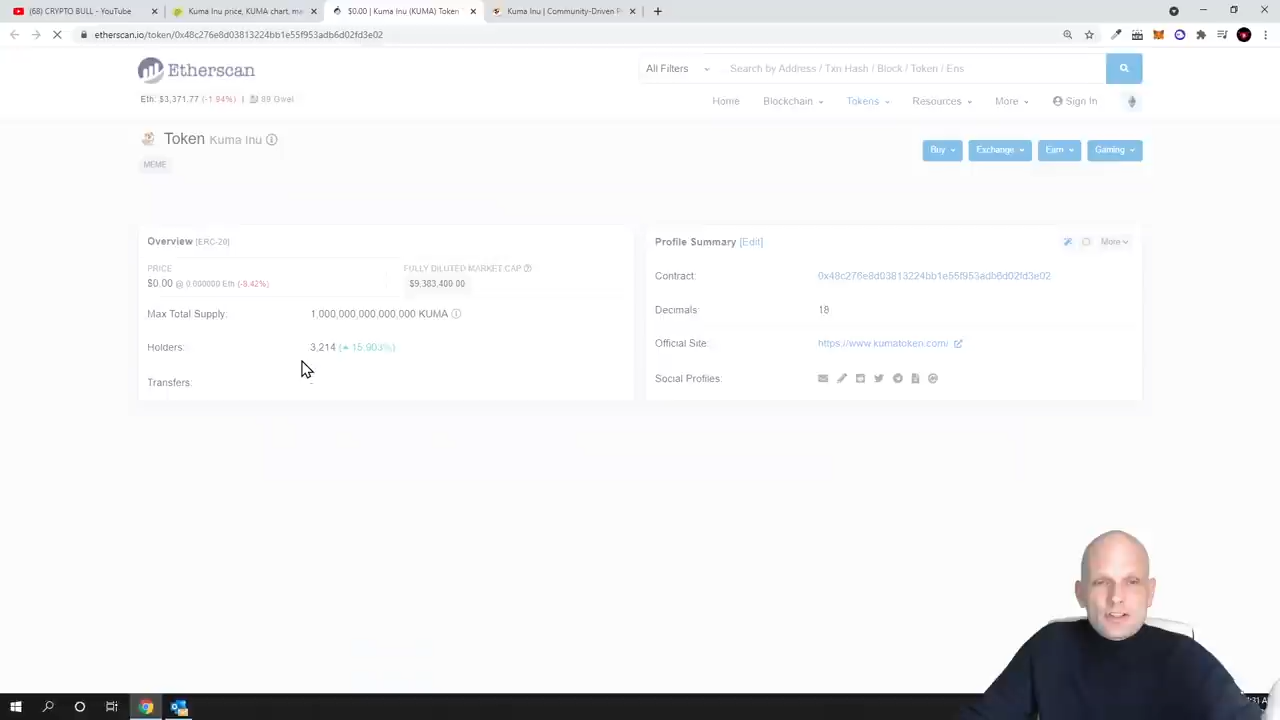 (68) CRYPTO BULL - YouTube
Kuma Inu price, KUMA chart, ma
$0.00 | Kuma Inu (KUMA) Token
Kuma Inu | Community-Driven P
etherscan.io/token/0x48c276e8d03813224bb1e55f953adb6d02fd3e02
Etherscan
All Filters
Search by Address / Txn Hash / Block / Token / Ens
Eth: $3,371.77 (-1.94%) | 89 Gwei
Home
Blockchain
Tokens
Resources
More
Sign In
Token Kuma Inu
Buy
Exchange
Earn
Gaming
MEME
Overview [ERC-20]
PRICE
$0.00 @ 0.000000 Eth (-8.42%)
FULLY DILUTED MARKET CAP
$9,383,400.00
Max Total Supply:
1,000,000,000,000,000 KUMA
Holders:
3,214 (15.903%)
Transfers:
-
Profile Summary [Edit]
More
Contract:
0x48c276e8d03813224bb1e55f953adb6d02fd3e02
Decimals:
18
Official Site:
https://www.kumatoken.com/
Social Profiles: